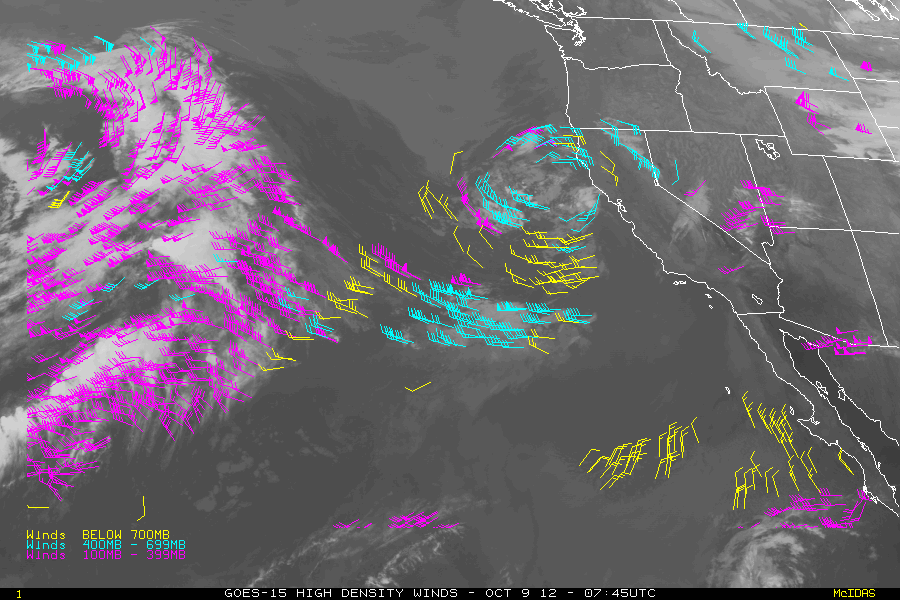 Winds BELOW 700MB
Winds 400MB - 699MB
Winds 100MB - 399MB
1 GOES-15 HIGH DENSITY WINDS - OCT 9 12 - 07:45UTC McIDAS